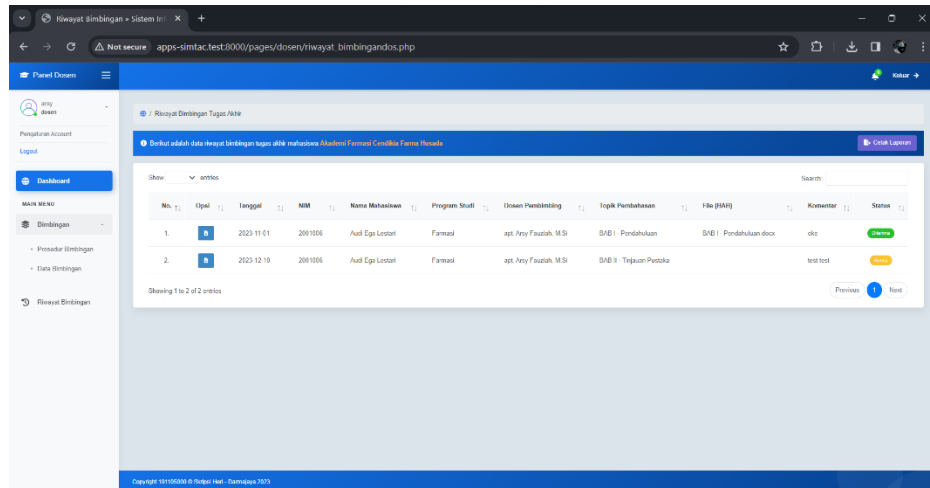 Riwayat Bimbingan » Sistem Inf
Not secure apps-simtac.test:8000/pages/dosen/riwayat_bimbingandos.php
Panel Dosen
Keluar
arsy
dosen
/ Riwayat Bimbingan Tugas Akhir
Pengaturan Account
Logout
Berikut adalah data riwayat bimbingan tugas akhir mahasiswa Akademi Farmasi Cendikia Farma Husada
Cetak Laporan
Dashboard
Show entries
Search:
MAIN MENU
No. Opsi Tanggal NIM Nama Mahasiswa Program Studi Dosen Pembimbing Topik Pembahasan File (BAB) Komentar Status
Bimbingan
1. 2023-11-01 2001006 Audi Ega Lestari Farmasi apt. Arsy Fauziah, M.Si BAB I - Pendahuluan BAB I - Pendahuluan.docx oke Diterima
Prosedur Bimbingan
2. 2023-12-19 2001006 Audi Ega Lestari Farmasi apt. Arsy Fauziah, M.Si BAB II - Tinjauan Pustaka test test
Data Bimbingan
Showing 1 to 2 of 2 entries
Previous 1 Next
Riwayat Bimbingan
Copyright 191105000 © Skripsi Heri - Darmajaya 2023